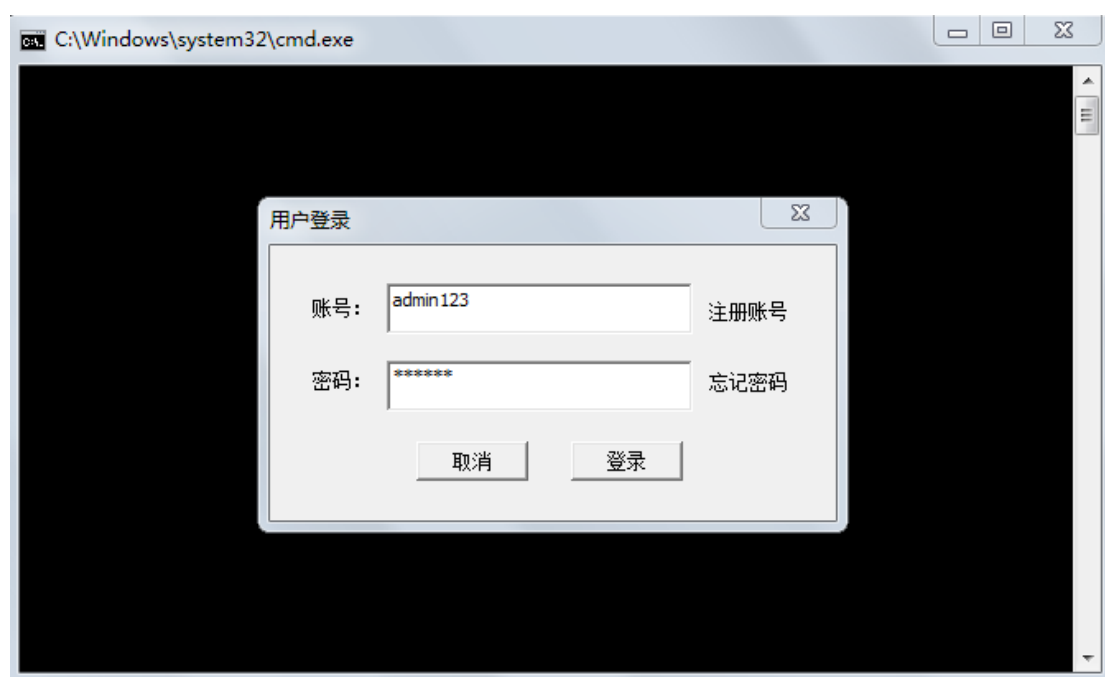 C:\Windows\system32\cmd.exe
用户登录
账号： admin123 注册账号
密码： ****** 忘记密码
取消 登录